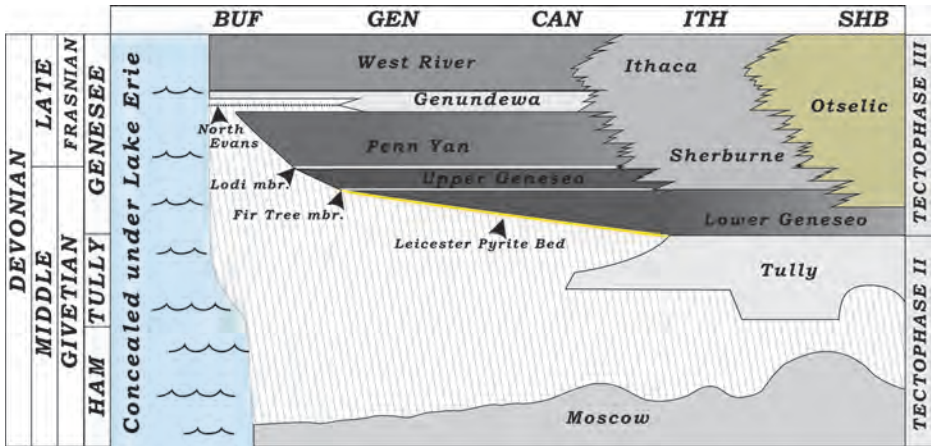 BUF GEN CAN ITH SHB
DEVONIAN
LATE
MIDDLE
FRASNIAN
GIVETIAN
GENESEE
TULLY
HAM
Concealed under Lake Erie
West River
Ithaca
Genundewa
Otselic
North
Evans
Penn Yan
Sherburne
Lodi mbr.
Upper Geneseo
Fir Tree mbr.
Lower Geneseo
Leicester Pyrite Bed
Tully
Moscow
TECTOPHASE III
TECTOPHASE II